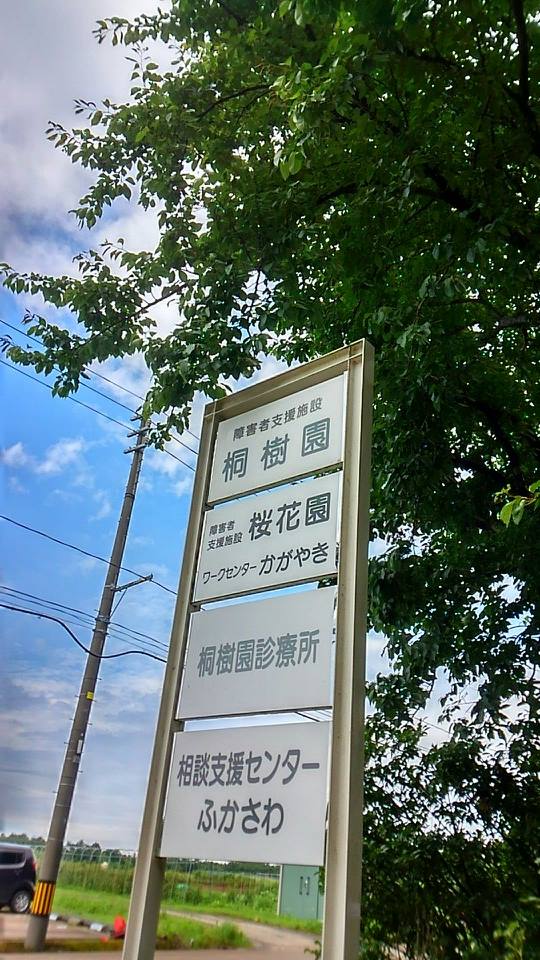 障害者支援施設
桐樹園
障害者
支援施設 桜花園
ワークセンターかがやき
桐樹園診療所
相談支援センター
ふかさわ